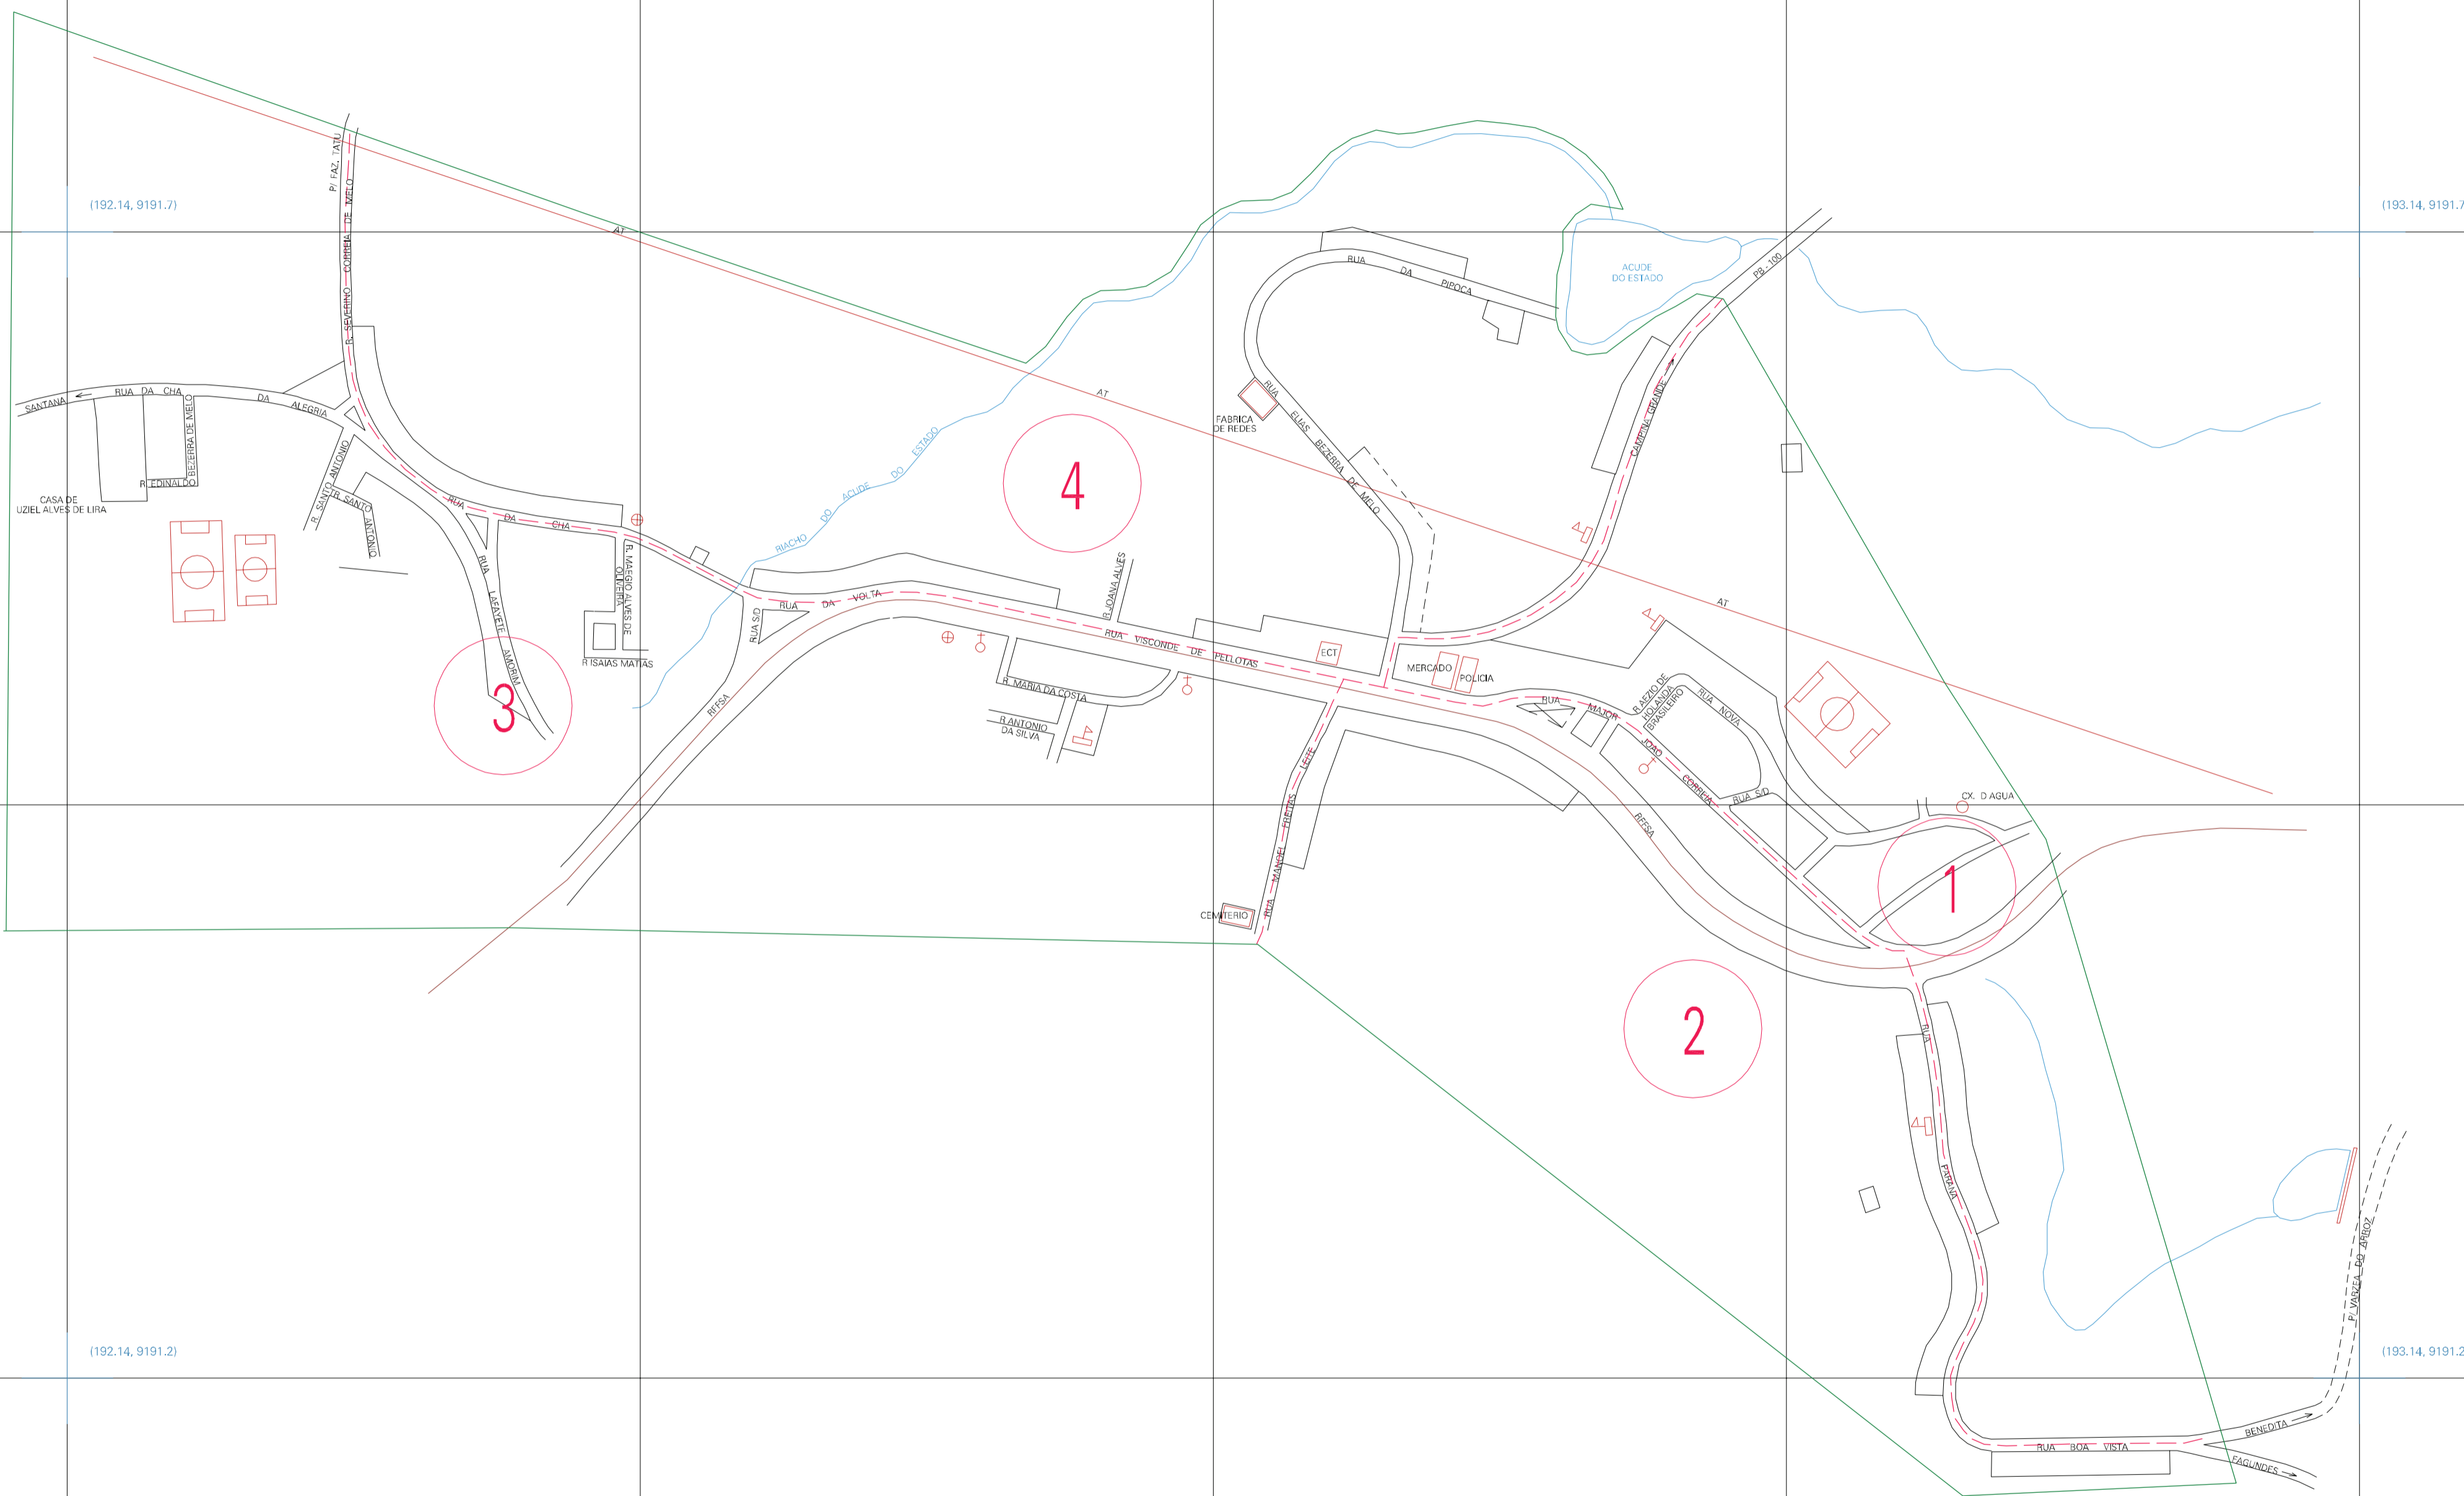 P/ FAZ. TATU
(192.14, 9191.7)
(193.14, 9191.7
R. SEVERINO CORREIA DE MELO
AT
RUA DA PIPOCA
ACUDE
DO ESTADO
PB - 100
SANTANA
RUA DA CHA DA ALEGRIA
BEZERRA DE MELO
R. EDINALDO
CASA DE
UZIEL ALVES DE LIRA
R. SANTO ANTONIO
R. SANTO
ANTONIO
RUA DA CHA
AT
FABRICA
DE REDES
RUA ELIAS BEZERRA DE MELO
CAMPINA GRANDE
4
RIACHO DO ACUDE DO ESTADO
RUA LAFAYETE AMORIM
R. MAEGIO ALVES DE
OLIVEIRA
R ISAIAS MATIAS
RUA S/D
RUA DA VOLTA
R JOANA ALVES
RUA VISCONDE DE PELLOTAS
ECT
MERCADO
POLICIA
AT
3
RFFSA
R. MARIA DA COSTA
R ANTONIO
DA SILVA
RUA MAJOR JOAO CORREIA
R AEZIO DE
HOLANDA
BRASILEIRO
RUA NOVA
RUA S/D
CX. D AGUA
RUA MANOEL FREITAS LEITE
RFFSA
CEMITERIO
1
2
RUA PARANA
P/ VARZEA DO ARROZ
(192.14, 9191.2)
(193.14, 9191.2
RUA BOA VISTA
BENEDITA
FAGUNDES